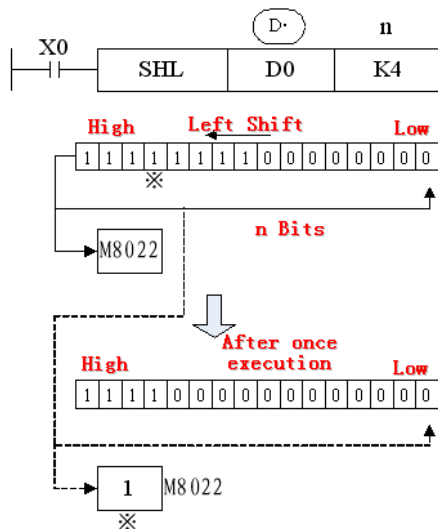 D·
n
X0
SHL
D0
K4
High
Left Shift
Low
1 1 1 1 1 1 1 1 0 0 0 0 0 0 0 0
※
n Bits
M8022
After once
execution
High
Low
1 1 1 1 0 0 0 0 0 0 0 0 0 0 0 0
1
M8022
※